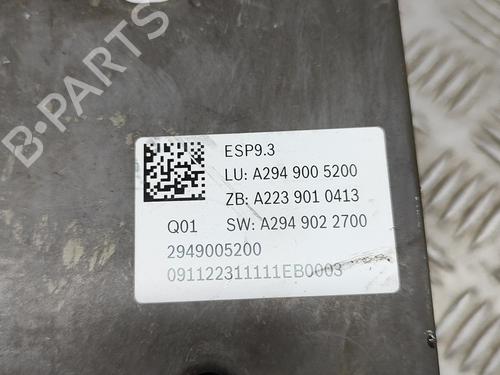 B-PARTS
ESP9.3
LU: A294 900 5200
ZB: A223 901 0413
Q01 SW: A294 902 2700
2949005200
091122311111EB0003